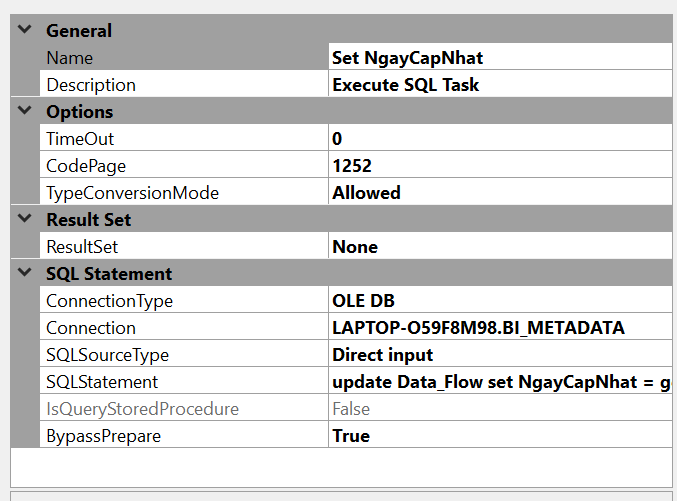 General
Name Set NgayCapNhat
Description Execute SQL Task
Options
TimeOut 0
CodePage 1252
TypeConversionMode Allowed
Result Set
ResultSet None
SQL Statement
ConnectionType OLE DB
Connection LAPTOP-O59F8M98.BI_METADATA
SQLSourceType Direct input
SQLStatement update Data_Flow set NgayCapNhat =
IsQueryStoredProcedure False
BypassPrepare True